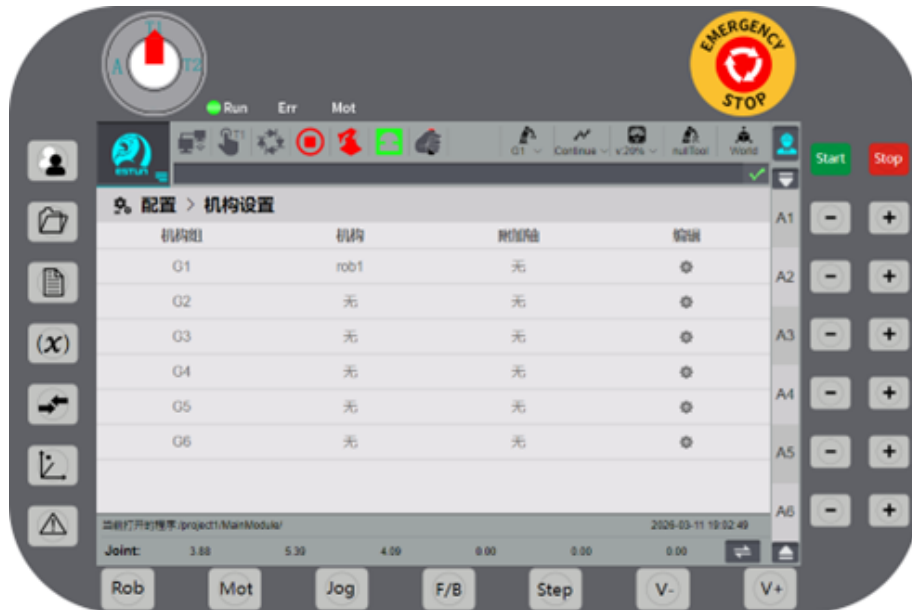 T1
A T2
EMERGENCY STOP
Run Err Mot
T1
G1 Continue v:20% nullTool World
ESTUN
Start Stop
配置 > 机构设置
机构组 机构 附加轴 编辑
G1 rob1 无
G2 无 无
G3 无 无
G4 无 无
G5 无 无
G6 无 无
A1 - +
A2 - +
A3 - +
A4 - +
A5 - +
A6 - +
(x)
当前打开的程序:/project1/MainModule/ 2026-03-11 19:02:49
Joint: 3.88 5.39 4.09 0.00 0.00 0.00
Rob Mot Jog F/B Step V- V+